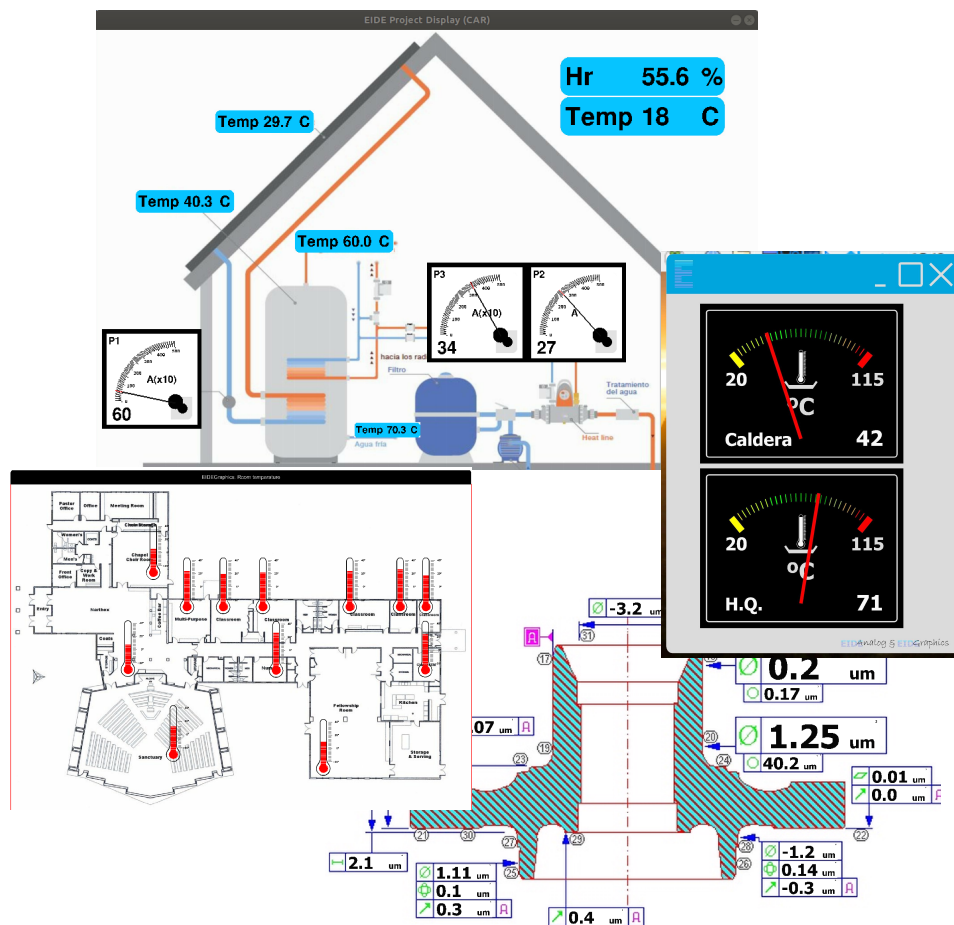 EIDE Project Display (CAR)
Hr 55.6 %
Temp 18 C
Temp 29.7 C
Temp 40.3 C
Temp 60.0 C
P3
A(x10)
34
P2
A
27
P1
A(x10)
60
hacia los rad
Filtro
Tratamiento
del agua
Temp 70.3 C
Agua fría
Heat line
20
115
ºC
Caldera
42
20
115
ºC
H.Q.
71
EIDAnalog & EIDGraphics
EIDEGraphics, Room temperature
Pastor
Office
Office
Meeting Room
Women's
Men's
Chapel
Choir Room
Front
Office
Copy &
Work
Room
Entry
Narthex
Coffee Bar
Coats
Multi-Purpose
Classroom
Classroom
Classroom
Classroom
Classroom
Fellowship
Room
Kitchen
Storage
& Serving
Sanctuary
-3.2 um
31
A
17
0.2 um
0.17 um
.07 um A
19
20
1.25 um
40.2 um
23
24
0.01 um
0.0 um
21
30
27
29
28
22
2.1 um
25
26
1.11 um
0.1 um
0.3 um A
-1.2 um
0.14 um
-0.3 um A
0.4 um A